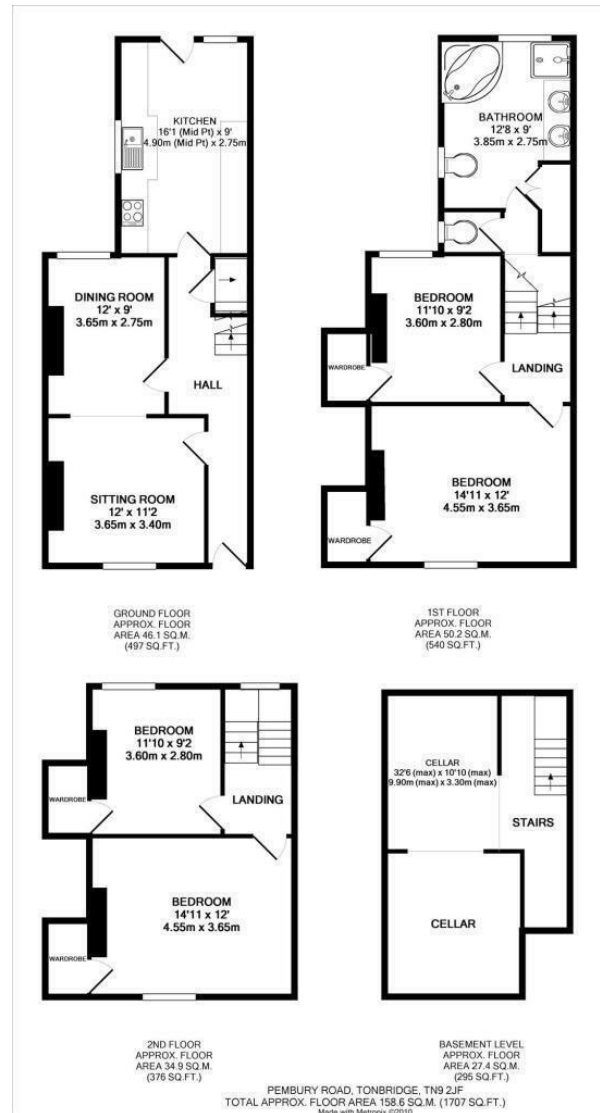 KITCHEN
16'1 (Mid Pt) x 9'
4.90m (Mid Pt) x 2.75m
DINING ROOM
12' x 9'
3.65m x 2.75m
HALL
SITTING ROOM
12' x 11'2
3.65m x 3.40m
GROUND FLOOR
APPROX. FLOOR
AREA 46.1 SQ.M.
(497 SQ.FT.)
BATHROOM
12'8 x 9'
3.85m x 2.75m
BEDROOM
11'10 x 9'2
3.60m x 2.80m
WARDROBE
LANDING
BEDROOM
14'11 x 12'
4.55m x 3.65m
WARDROBE
1ST FLOOR
APPROX. FLOOR
AREA 50.2 SQ.M.
(540 SQ.FT.)
BEDROOM
11'10 x 9'2
3.60m x 2.80m
WARDROBE
LANDING
BEDROOM
14'11 x 12'
4.55m x 3.65m
WARDROBE
2ND FLOOR
APPROX. FLOOR
AREA 34.9 SQ.M.
(376 SQ.FT.)
CELLAR
32'6 (max) x 10'10 (max)
9.90m (max) x 3.30m (max)
STAIRS
CELLAR
BASEMENT LEVEL
APPROX. FLOOR
AREA 27.4 SQ.M.
(295 SQ.FT.)
PEMBURY ROAD, TONBRIDGE, TN9 2JF
TOTAL APPROX. FLOOR AREA 158.6 SQ.M. (1707 SQ.FT.)
Made with Metropix ©2010